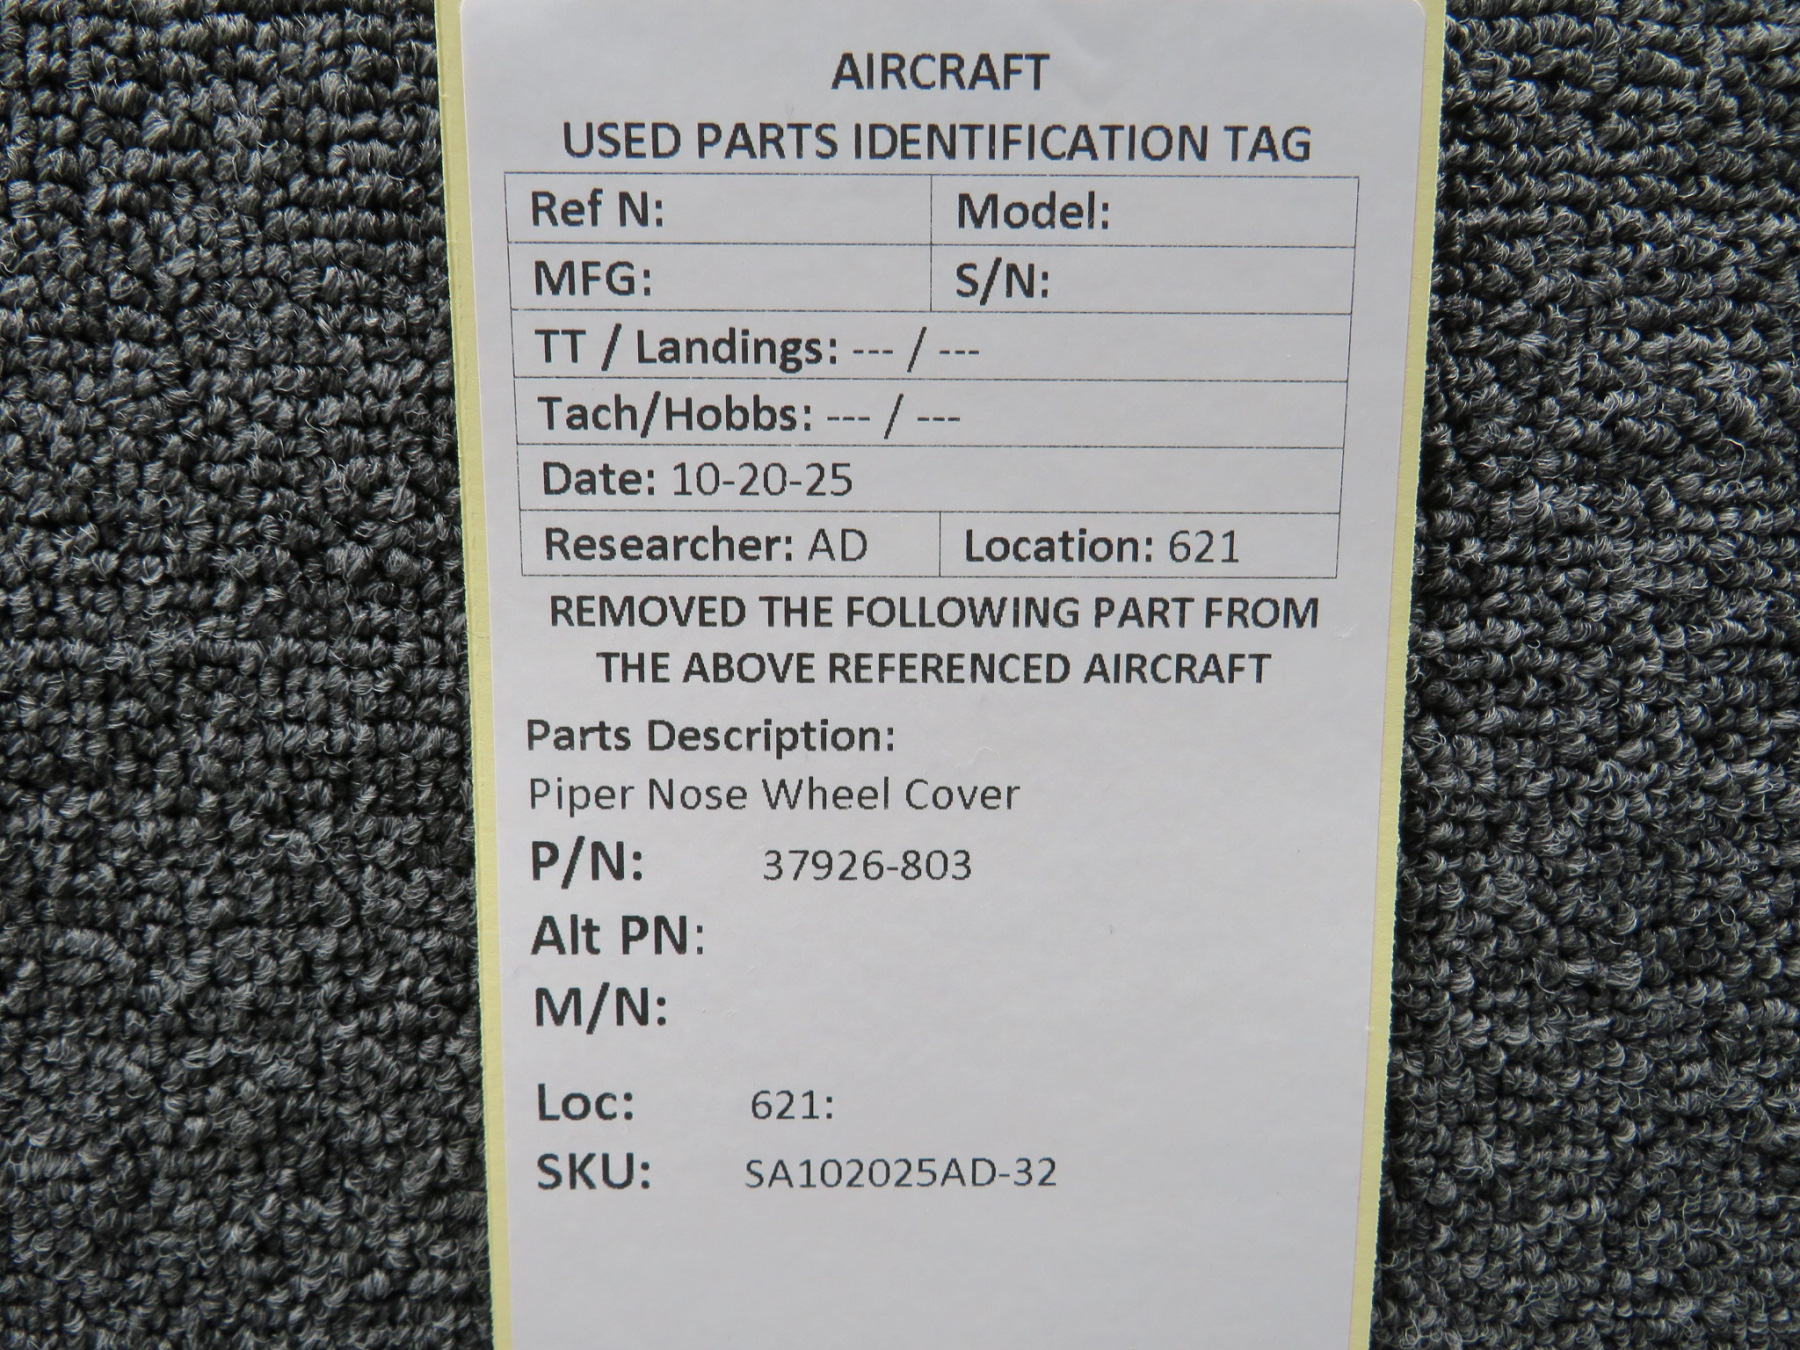 AIRCRAFT
USED PARTS IDENTIFICATION TAG
Ref N: Model:
MFG: S/N:
TT / Landings: --- / ---
Tach/Hobbs: --- / ---
Date: 10-20-25
Researcher: AD Location: 621
REMOVED THE FOLLOWING PART FROM
THE ABOVE REFERENCED AIRCRAFT
Parts Description:
Piper Nose Wheel Cover
P/N: 37926-803
Alt PN:
M/N:
Loc: 621:
SKU: SA102025AD-32